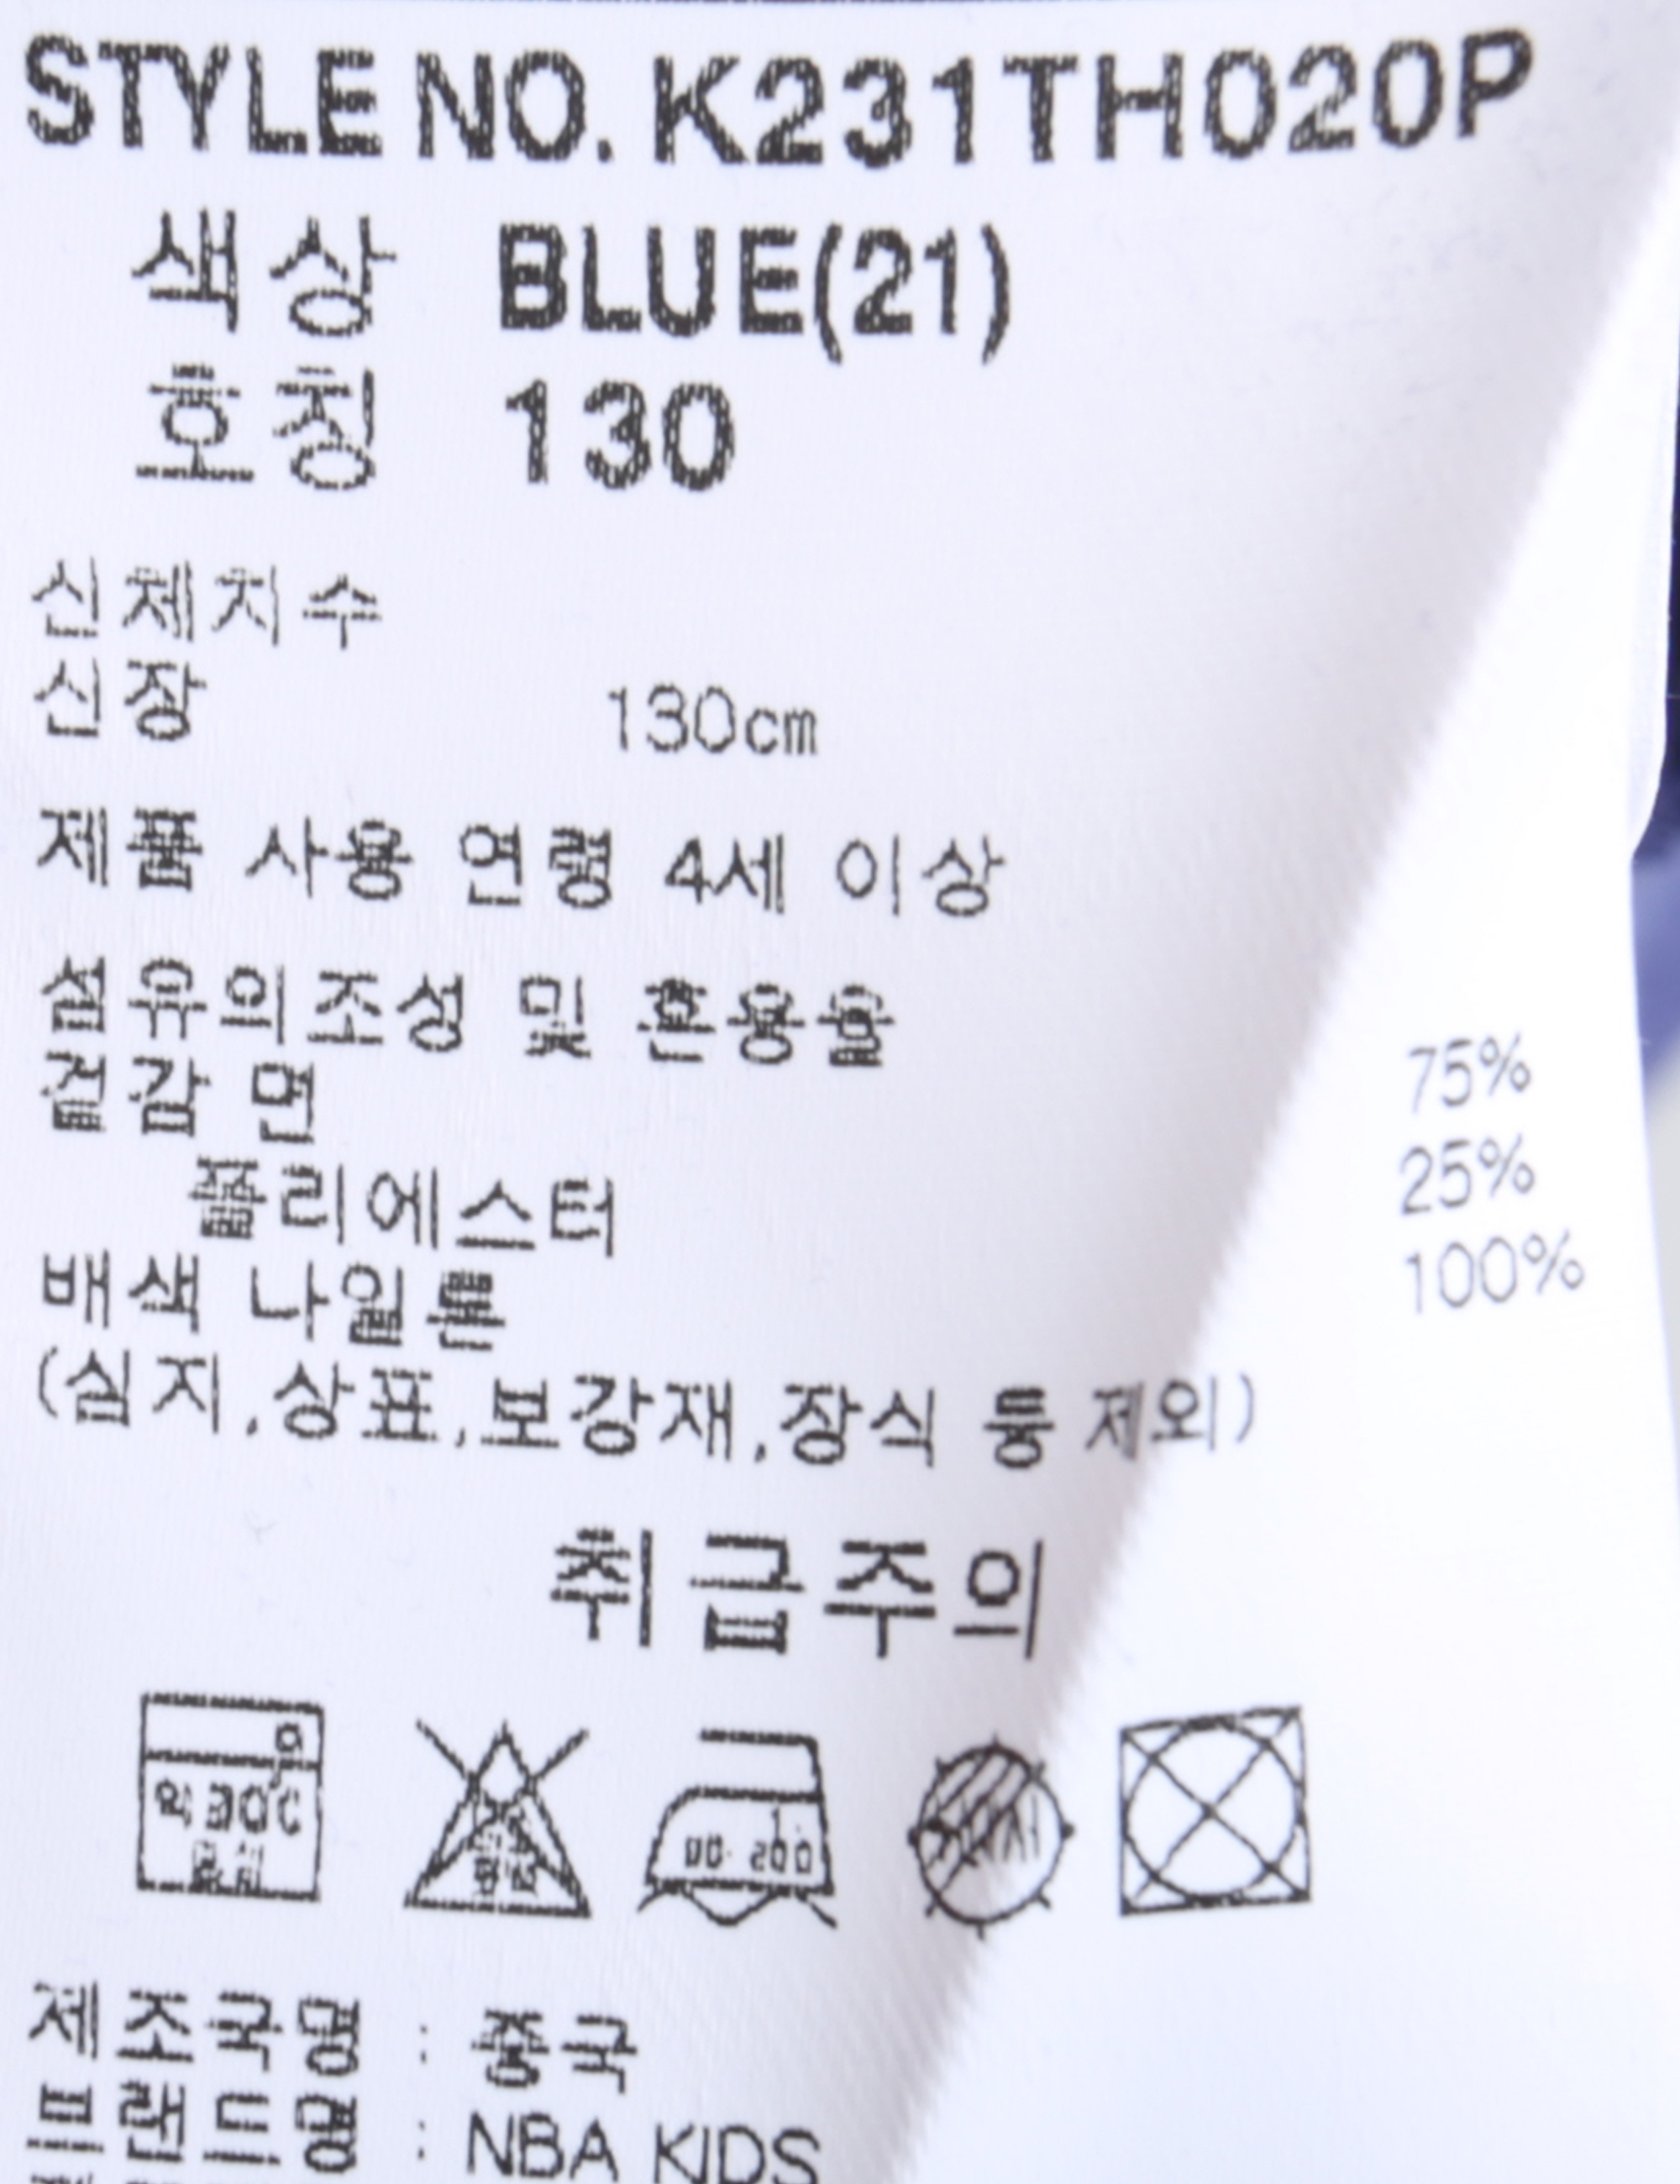 STYLE NO. K231TH020P
색상 BLUE(21)
호칭 130
신체치수
신장 130cm
제품 사용 연령 4세 이상
섬유의조성 및 혼용율
겉감 면 75%
폴리에스터 25%
배색 나일론 100%
(심지,상표,보강재,장식 등 제외)
취급주의
약 30℃
중성
제조국명 : 중국
브랜드명 : NBA KIDS